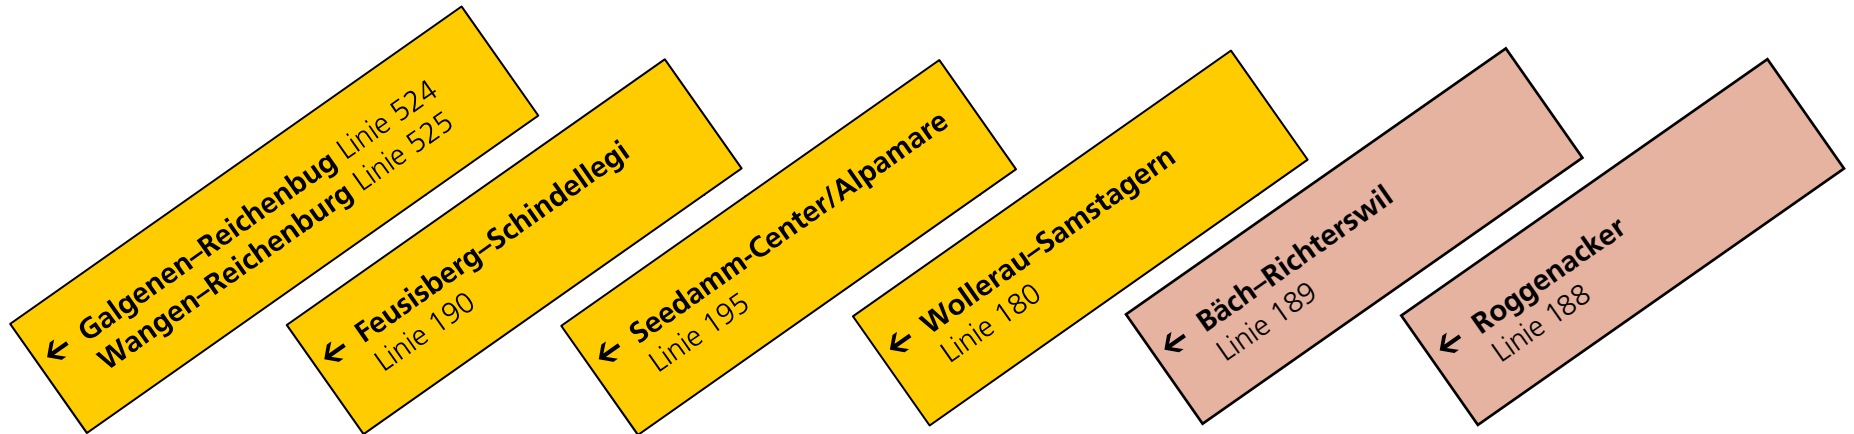 ← Galgenen–Reichenbug Linie 524
Wangen–Reichenburg Linie 525
← Feusisberg–Schindellegi
Linie 190
← Seedamm-Center/Alpamare
Linie 195
← Wollerau–Samstagern
Linie 180
← Bäch–Richterswil
Linie 189
← Roggenacker
Linie 188